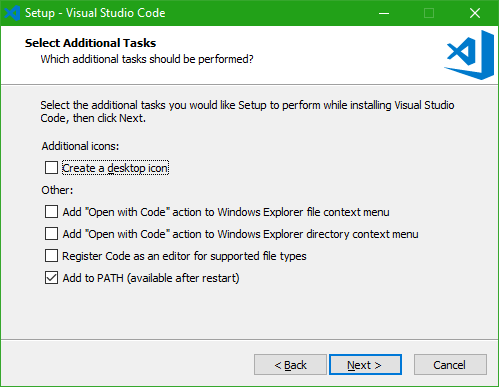 Setup - Visual Studio Code
Select Additional Tasks
Which additional tasks should be performed?
Select the additional tasks you would like Setup to perform while installing Visual Studio
Code, then click Next.
Additional icons:
Create a desktop icon
Other:
Add "Open with Code" action to Windows Explorer file context menu
Add "Open with Code" action to Windows Explorer directory context menu
Register Code as an editor for supported file types
Add to PATH (available after restart)
< Back Next > Cancel